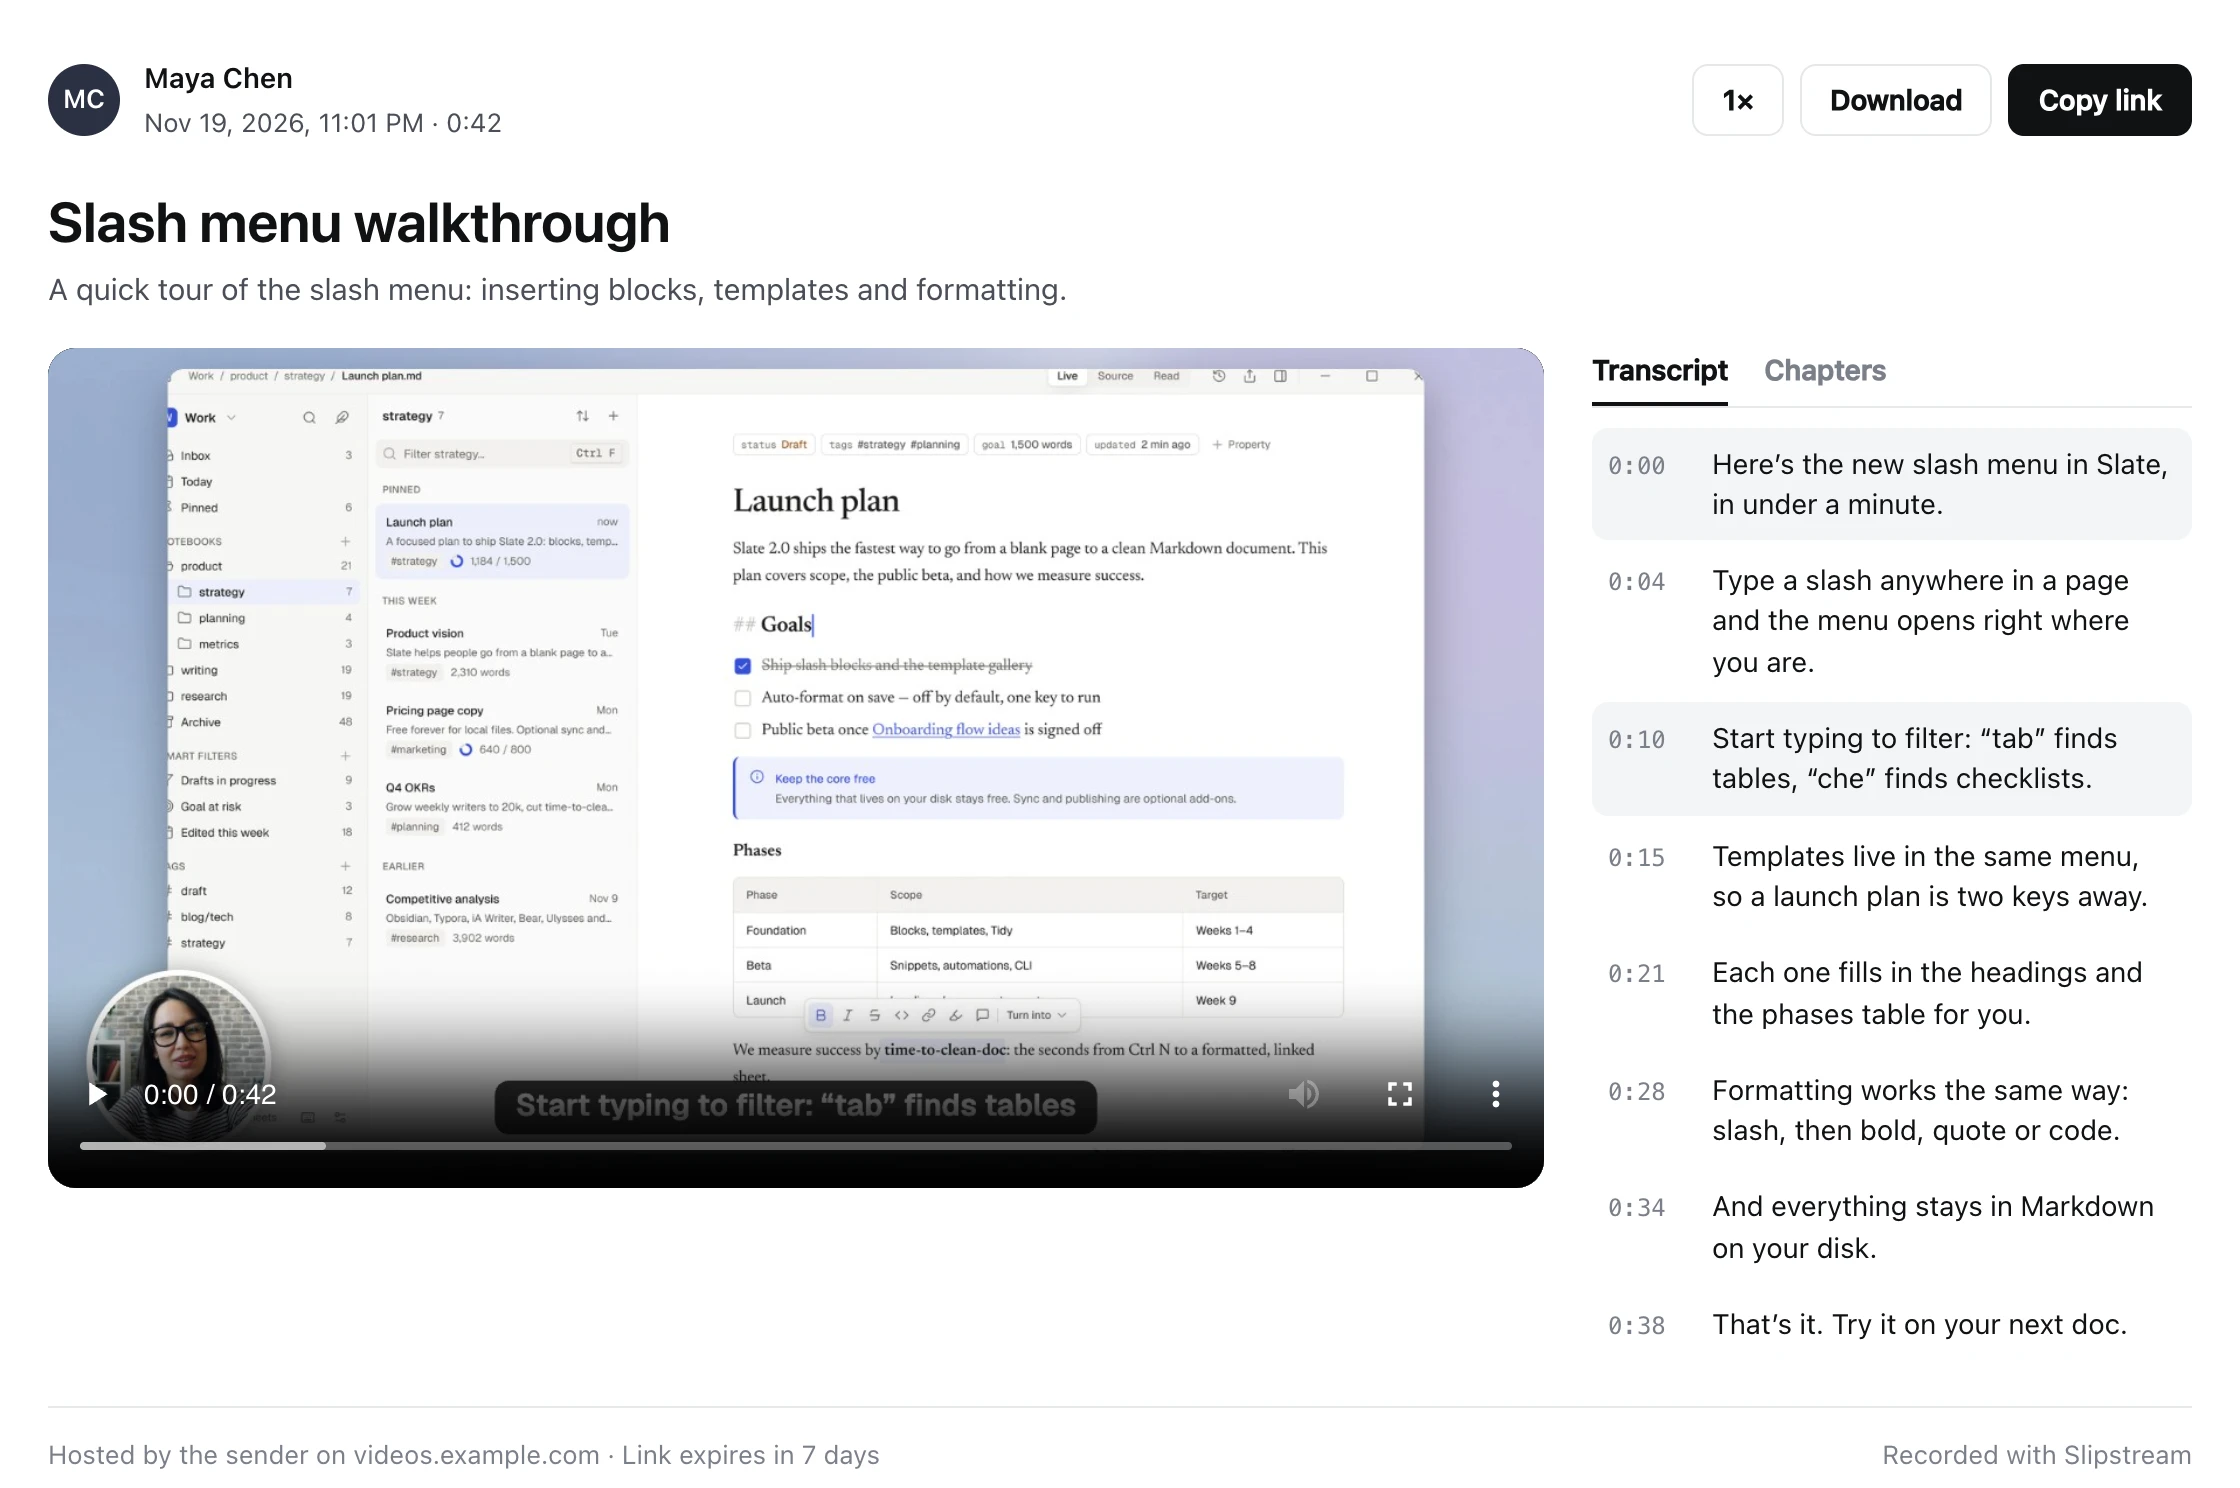 MC
Maya Chen
Nov 19, 2026, 11:01 PM · 0:42
1×
Download
Copy link
Slash menu walkthrough
A quick tour of the slash menu: inserting blocks, templates and formatting.
Work / product / strategy / Launch plan.md
Live Source Read
Work
Inbox 3
Today
Pinned 6
OTEBOOKS
product 21
strategy 7
planning 4
metrics 3
writing 19
research 19
Archive 48
MART FILTERS
Drafts in progress 9
Goal at risk 3
Edited this week 18
AGS
draft 12
blog/tech 8
strategy 7
strategy 7
Filter strategy... Ctrl F
PINNED
Launch plan now
A focused plan to ship Slate 2.0: blocks, temp...
#strategy 1,184 / 1,500
THIS WEEK
Product vision Tue
Slate helps people go from a blank page to a...
#strategy 2,310 words
Pricing page copy Mon
Free forever for local files. Optional sync and...
#marketing 640 / 800
Q4 OKRs Mon
Grow weekly writers to 20k, cut time-to-clea...
#planning 412 words
EARLIER
Competitive analysis Nov 9
Obsidian, Typora, iA Writer, Bear, Ulysses and...
#research 3,902 words
status Draft tags #strategy #planning goal 1,500 words updated 2 min ago + Property
Launch plan
Slate 2.0 ships the fastest way to go from a blank page to a clean Markdown document. This
plan covers scope, the public beta, and how we measure success.
## Goals
Ship slash blocks and the template gallery
Auto-format on save – off by default, one key to run
Public beta once Onboarding flow ideas is signed off
Keep the core free
Everything that lives on your disk stays free. Sync and publishing are optional add-ons.
Phases
Phase Scope Target
Foundation Blocks, templates, Tidy Weeks 1–4
Beta Snippets, automations, CLI Weeks 5–8
Launch Week 9
B I S <> Turn into
We measure success by time-to-clean-doc: the seconds from Ctrl N to a formatted, linked
sheet.
Start typing to filter: “tab” finds tables
0:00 / 0:42
Transcript Chapters
0:00 Here’s the new slash menu in Slate,
in under a minute.
0:04 Type a slash anywhere in a page
and the menu opens right where
you are.
0:10 Start typing to filter: “tab” finds
tables, “che” finds checklists.
0:15 Templates live in the same menu,
so a launch plan is two keys away.
0:21 Each one fills in the headings and
the phases table for you.
0:28 Formatting works the same way:
slash, then bold, quote or code.
0:34 And everything stays in Markdown
on your disk.
0:38 That’s it. Try it on your next doc.
Hosted by the sender on videos.example.com · Link expires in 7 days
Recorded with Slipstream